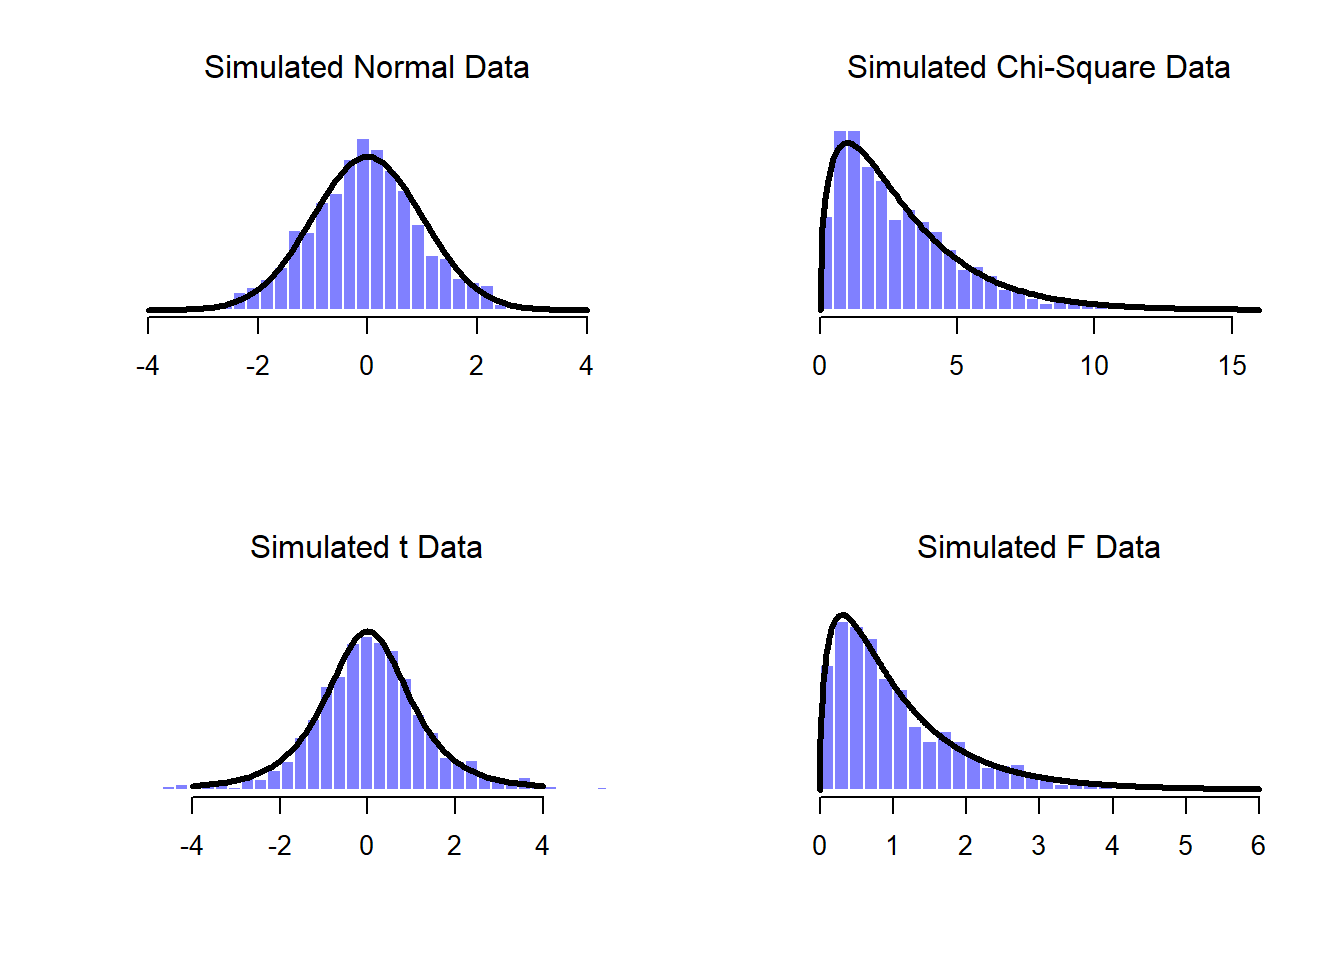 Simulated Normal Data
-4 -2 0 2 4
Simulated Chi-Square Data
0 5 10 15
Simulated t Data
-4 -2 0 2 4
Simulated F Data
0 1 2 3 4 5 6